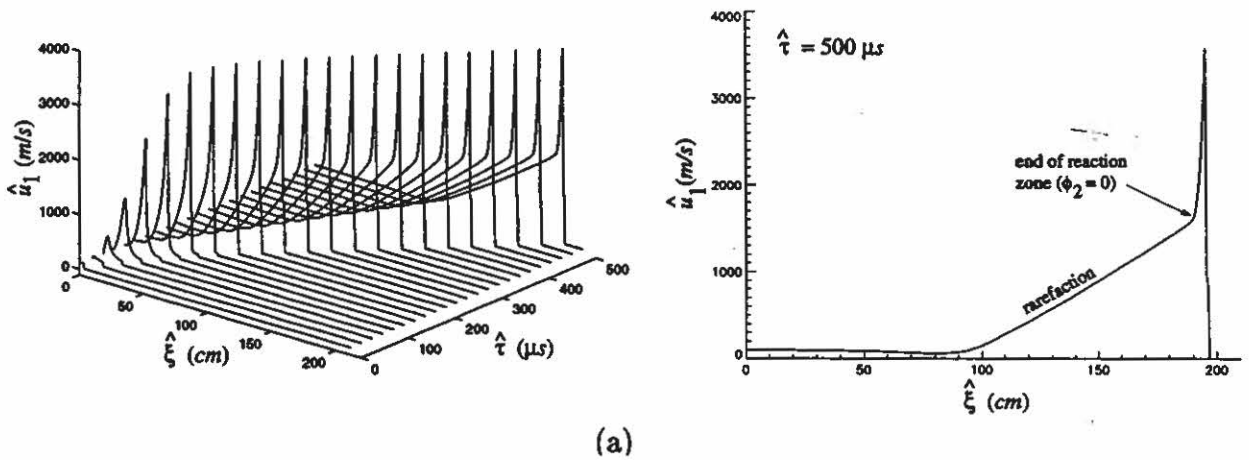 4000
3000
2000
1000
0
û₁ (m/s)
0
50
100
150
200
ξ̂ (cm)
0
100
200
300
400
500
τ̂ (μs)
τ̂ = 500 μs
4000
3000
2000
1000
0
û₁(m/s)
end of reaction
zone (ϕ₂ = 0)
rarefaction
0
50
100
150
200
ξ̂ (cm)
(a)